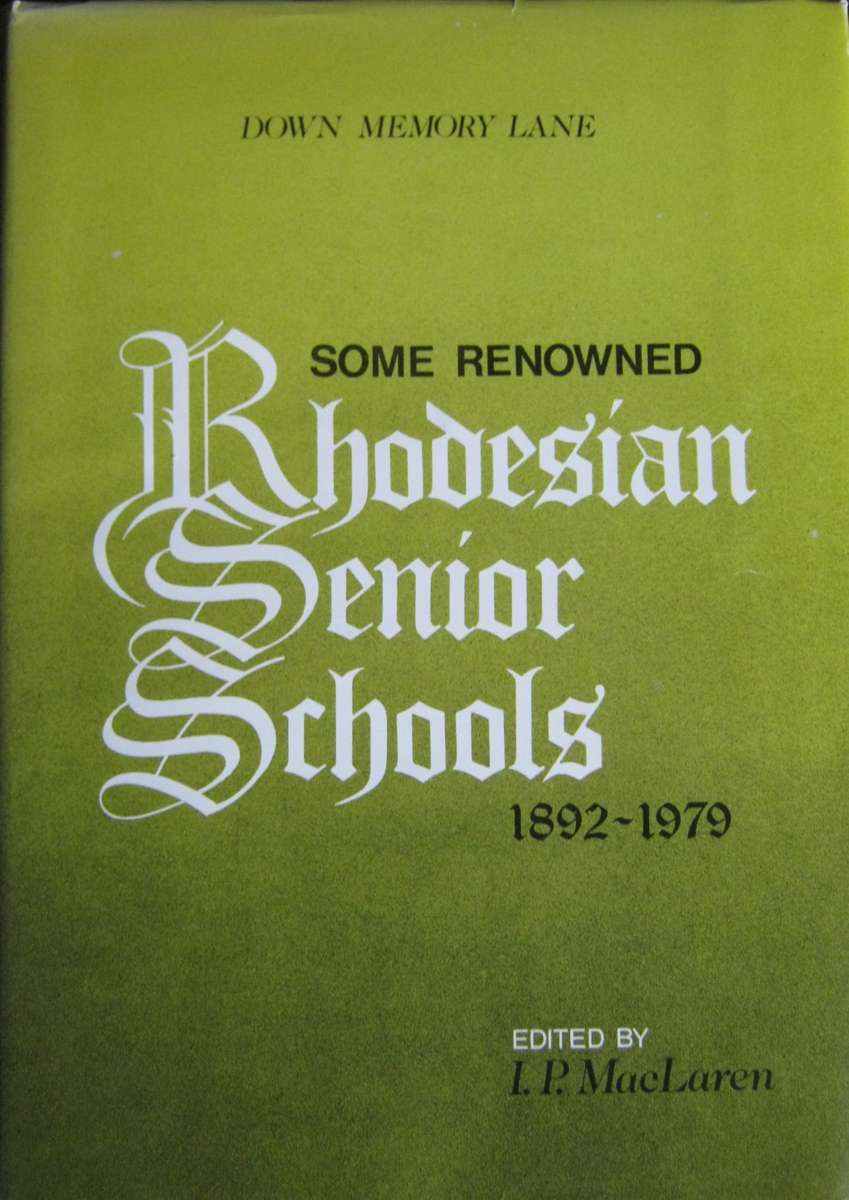 DOWN MEMORY LANE
SOME RENOWNED
Rhodesian
Senior
Schools
1892~1979
EDITED BY
I. P. MacLaren